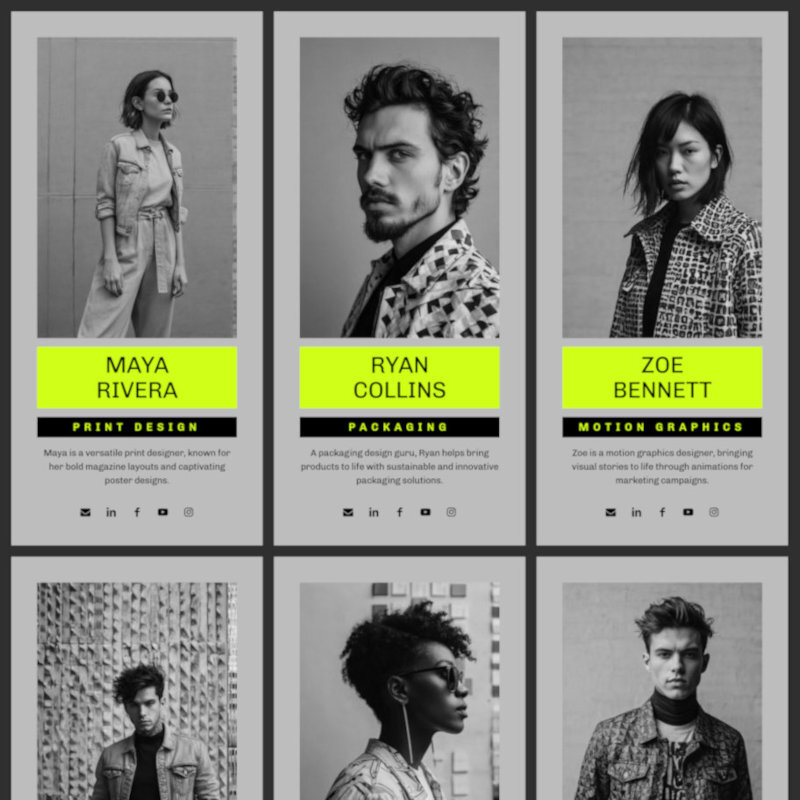 MAYA
RIVERA
PRINT DESIGN
Maya is a versatile print designer, known for
her bold magazine layouts and captivating
poster designs.
RYAN
COLLINS
PACKAGING
A packaging design guru, Ryan helps bring
products to life with sustainable and innovative
packaging solutions.
ZOE
BENNETT
MOTION GRAPHICS
Zoe is a motion graphics designer, bringing
visual stories to life through animations for
marketing campaigns.